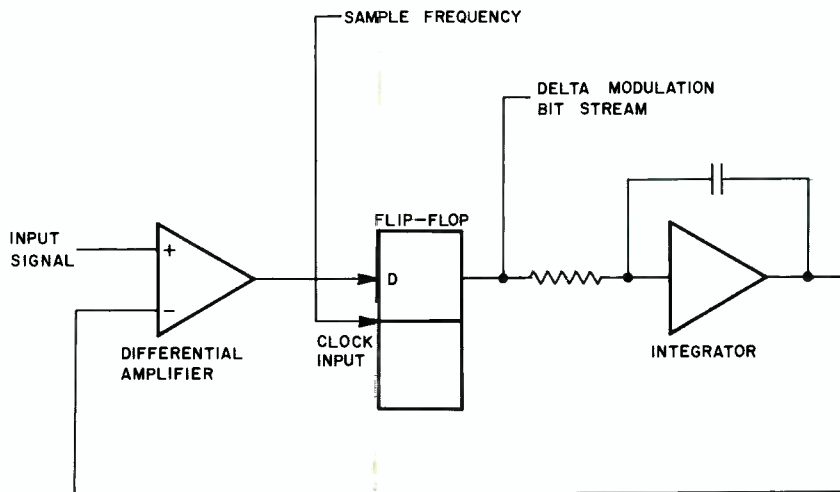 SAMPLE FREQUENCY
DELTA MODULATION
BIT STREAM
FLIP-FLOP
INPUT
SIGNAL
+
-
D
DIFFERENTIAL
AMPLIFIER
CLOCK
INPUT
INTEGRATOR